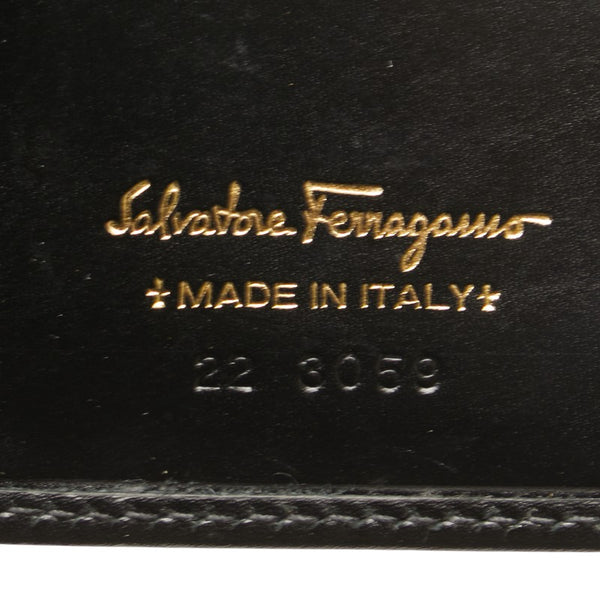 Salvatore Ferragamo
★MADE IN ITALY★
22 3059